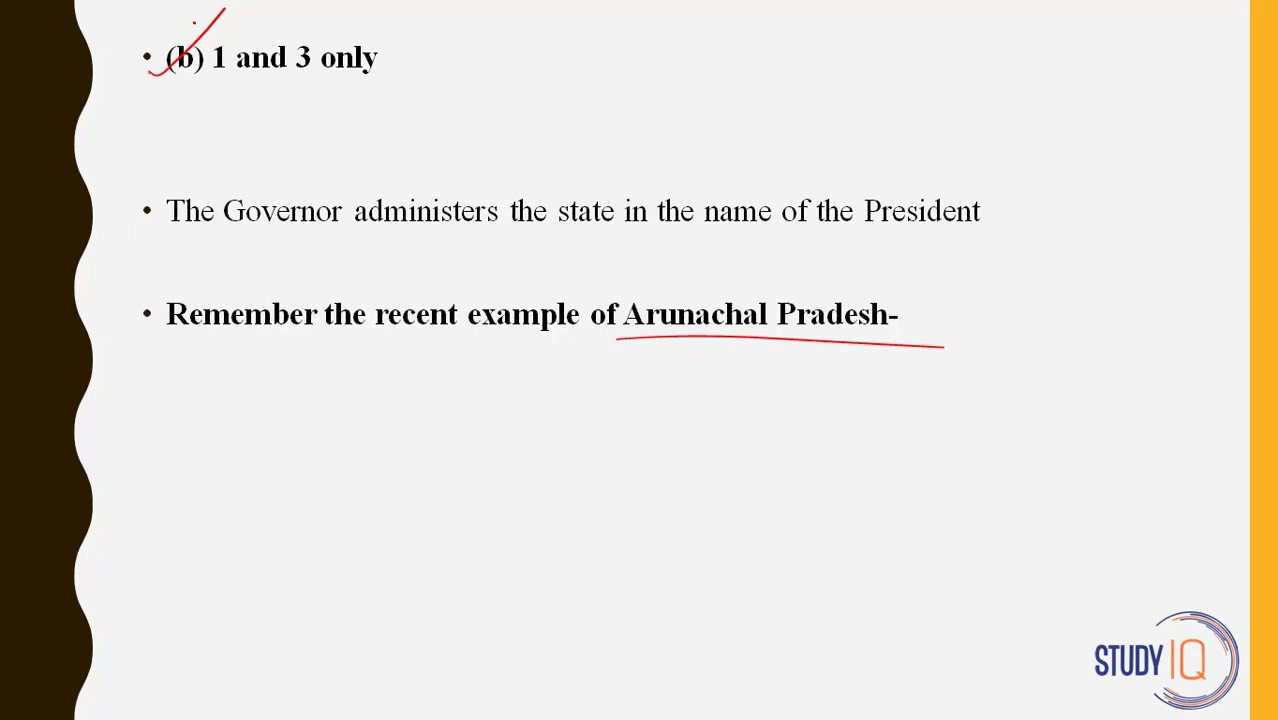 • (b) 1 and 3 only
• The Governor administers the state in the name of the President
• Remember the recent example of Arunachal Pradesh-
STUDY IQ